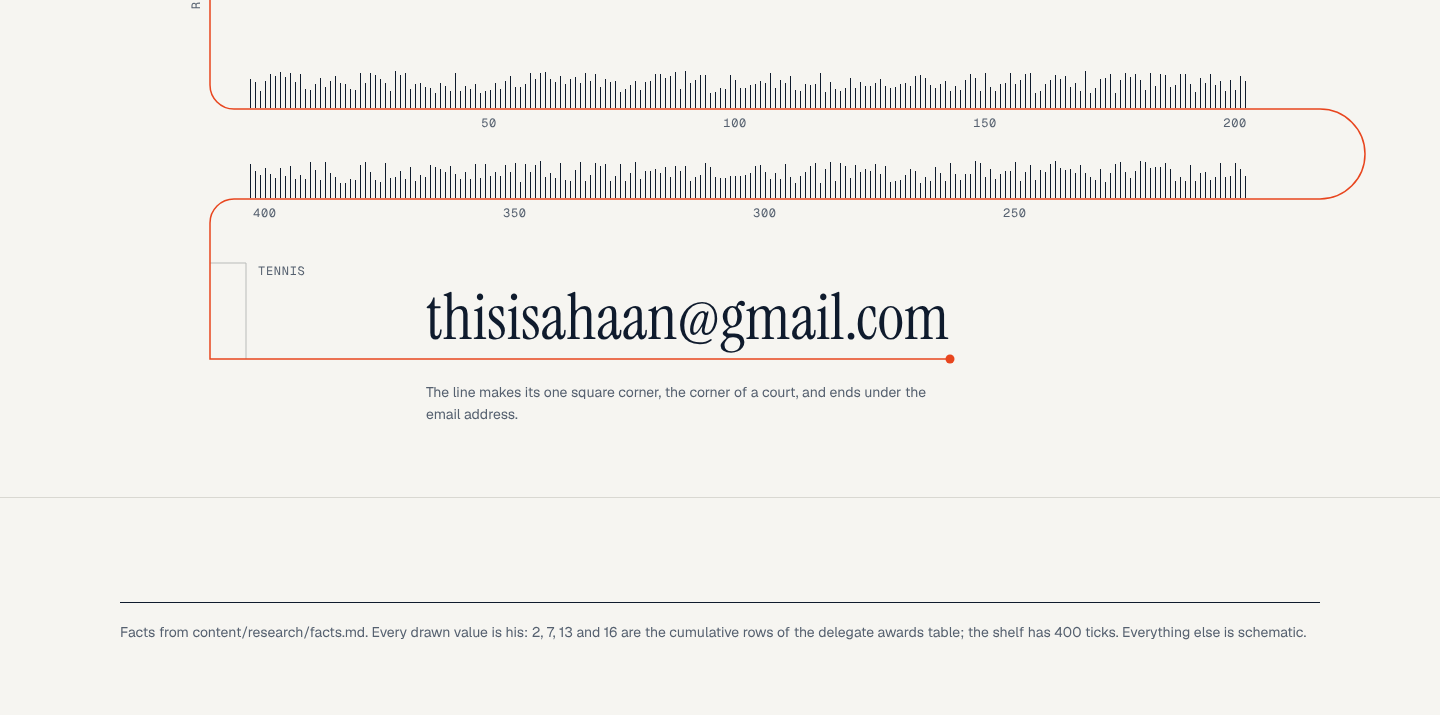 R
50 100 150 200
400 350 300 250
TENNIS
thisisahaan@gmail.com
The line makes its one square corner, the corner of a court, and ends under the
email address.
Facts from content/research/facts.md. Every drawn value is his: 2, 7, 13 and 16 are the cumulative rows of the delegate awards table; the shelf has 400 ticks. Everything else is schematic.